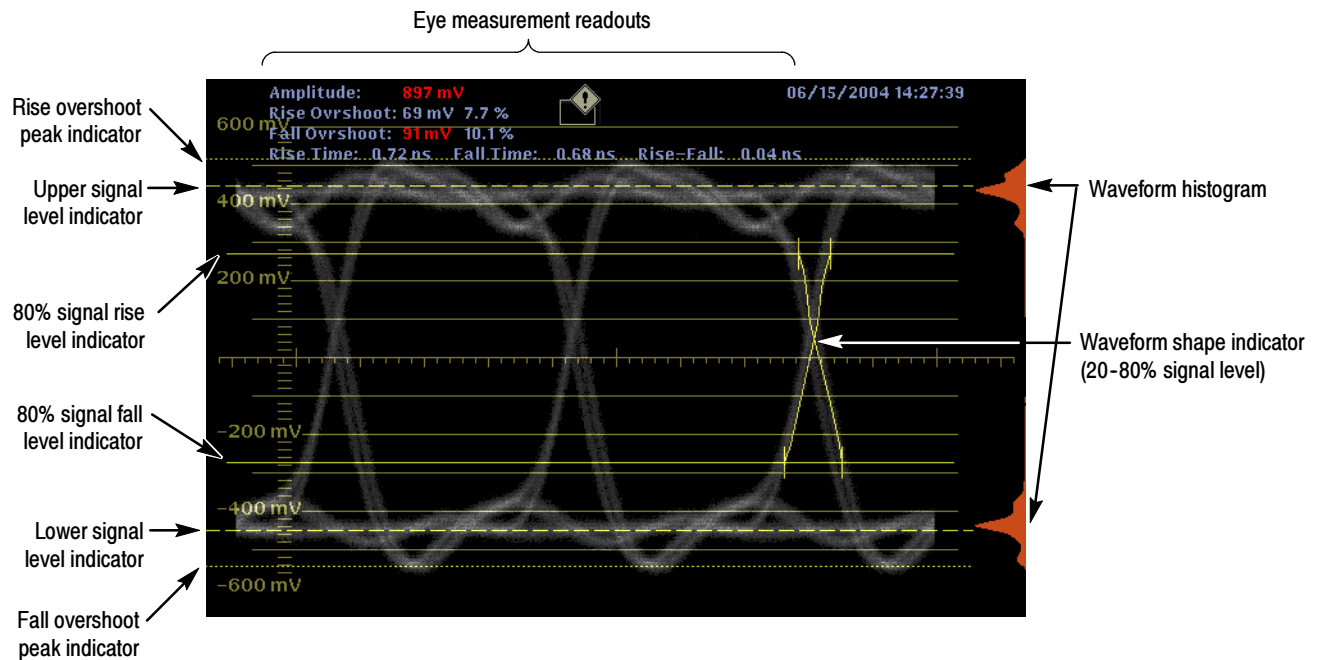 Eye measurement readouts
Rise overshoot
peak indicator
Upper signal
level indicator
80% signal rise
level indicator
80% signal fall
level indicator
Lower signal
level indicator
Fall overshoot
peak indicator
Amplitude: 897 mV
06/15/2004 14:27:39
Rise Ovrshoot: 69 mV 7.7 %
600 mV
Fall Ovrshoot: 91 mV 10.1 %
Rise Time: 0.72 ns Fall Time: 0.68 ns Rise-Fall: 0.04 ns
400 mV
200 mV
-200 mV
-400 mV
-600 mV
Waveform histogram
Waveform shape indicator
(20-80% signal level)